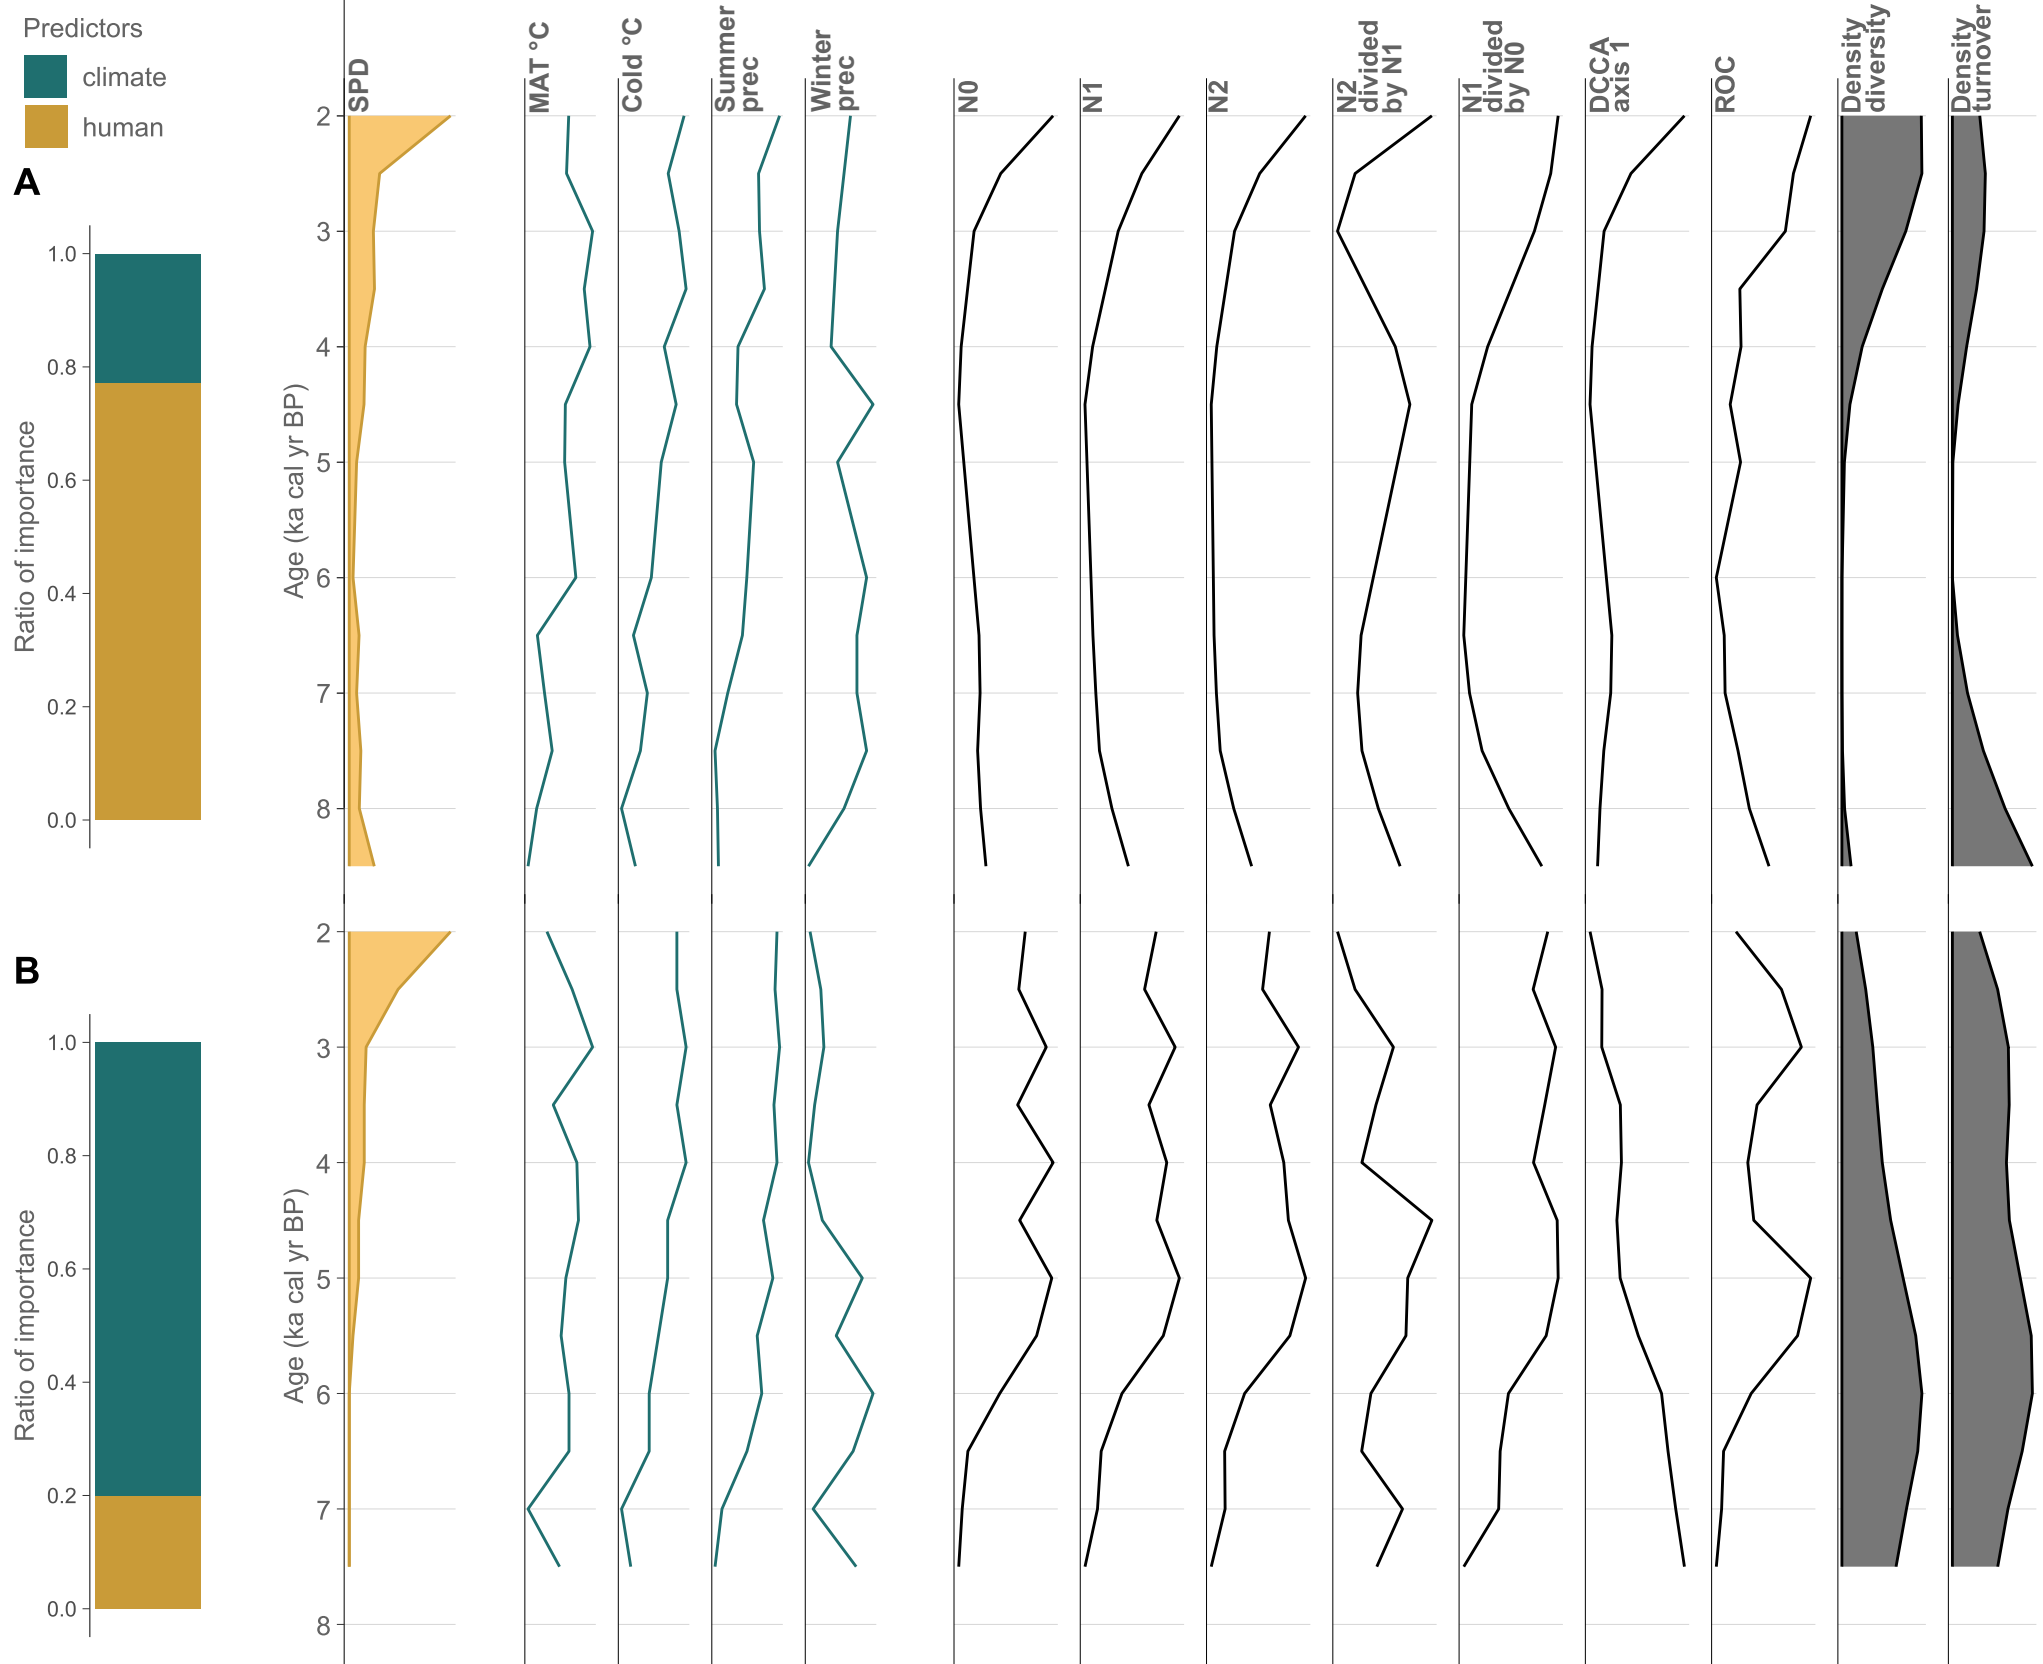 Predictors
climate
human
SPD
MAT °C
Cold °C
Summer
prec
Winter
prec
N0
N1
N2
N2
divided
by N1
N1
divided
by N0
DCCA
axis 1
ROC
Density
diversity
Density
turnover
A
Ratio of importance
1.0
0.8
0.6
0.4
0.2
0.0
Age (ka cal yr BP)
2
3
4
5
6
7
8
B
Ratio of importance
1.0
0.8
0.6
0.4
0.2
0.0
Age (ka cal yr BP)
2
3
4
5
6
7
8